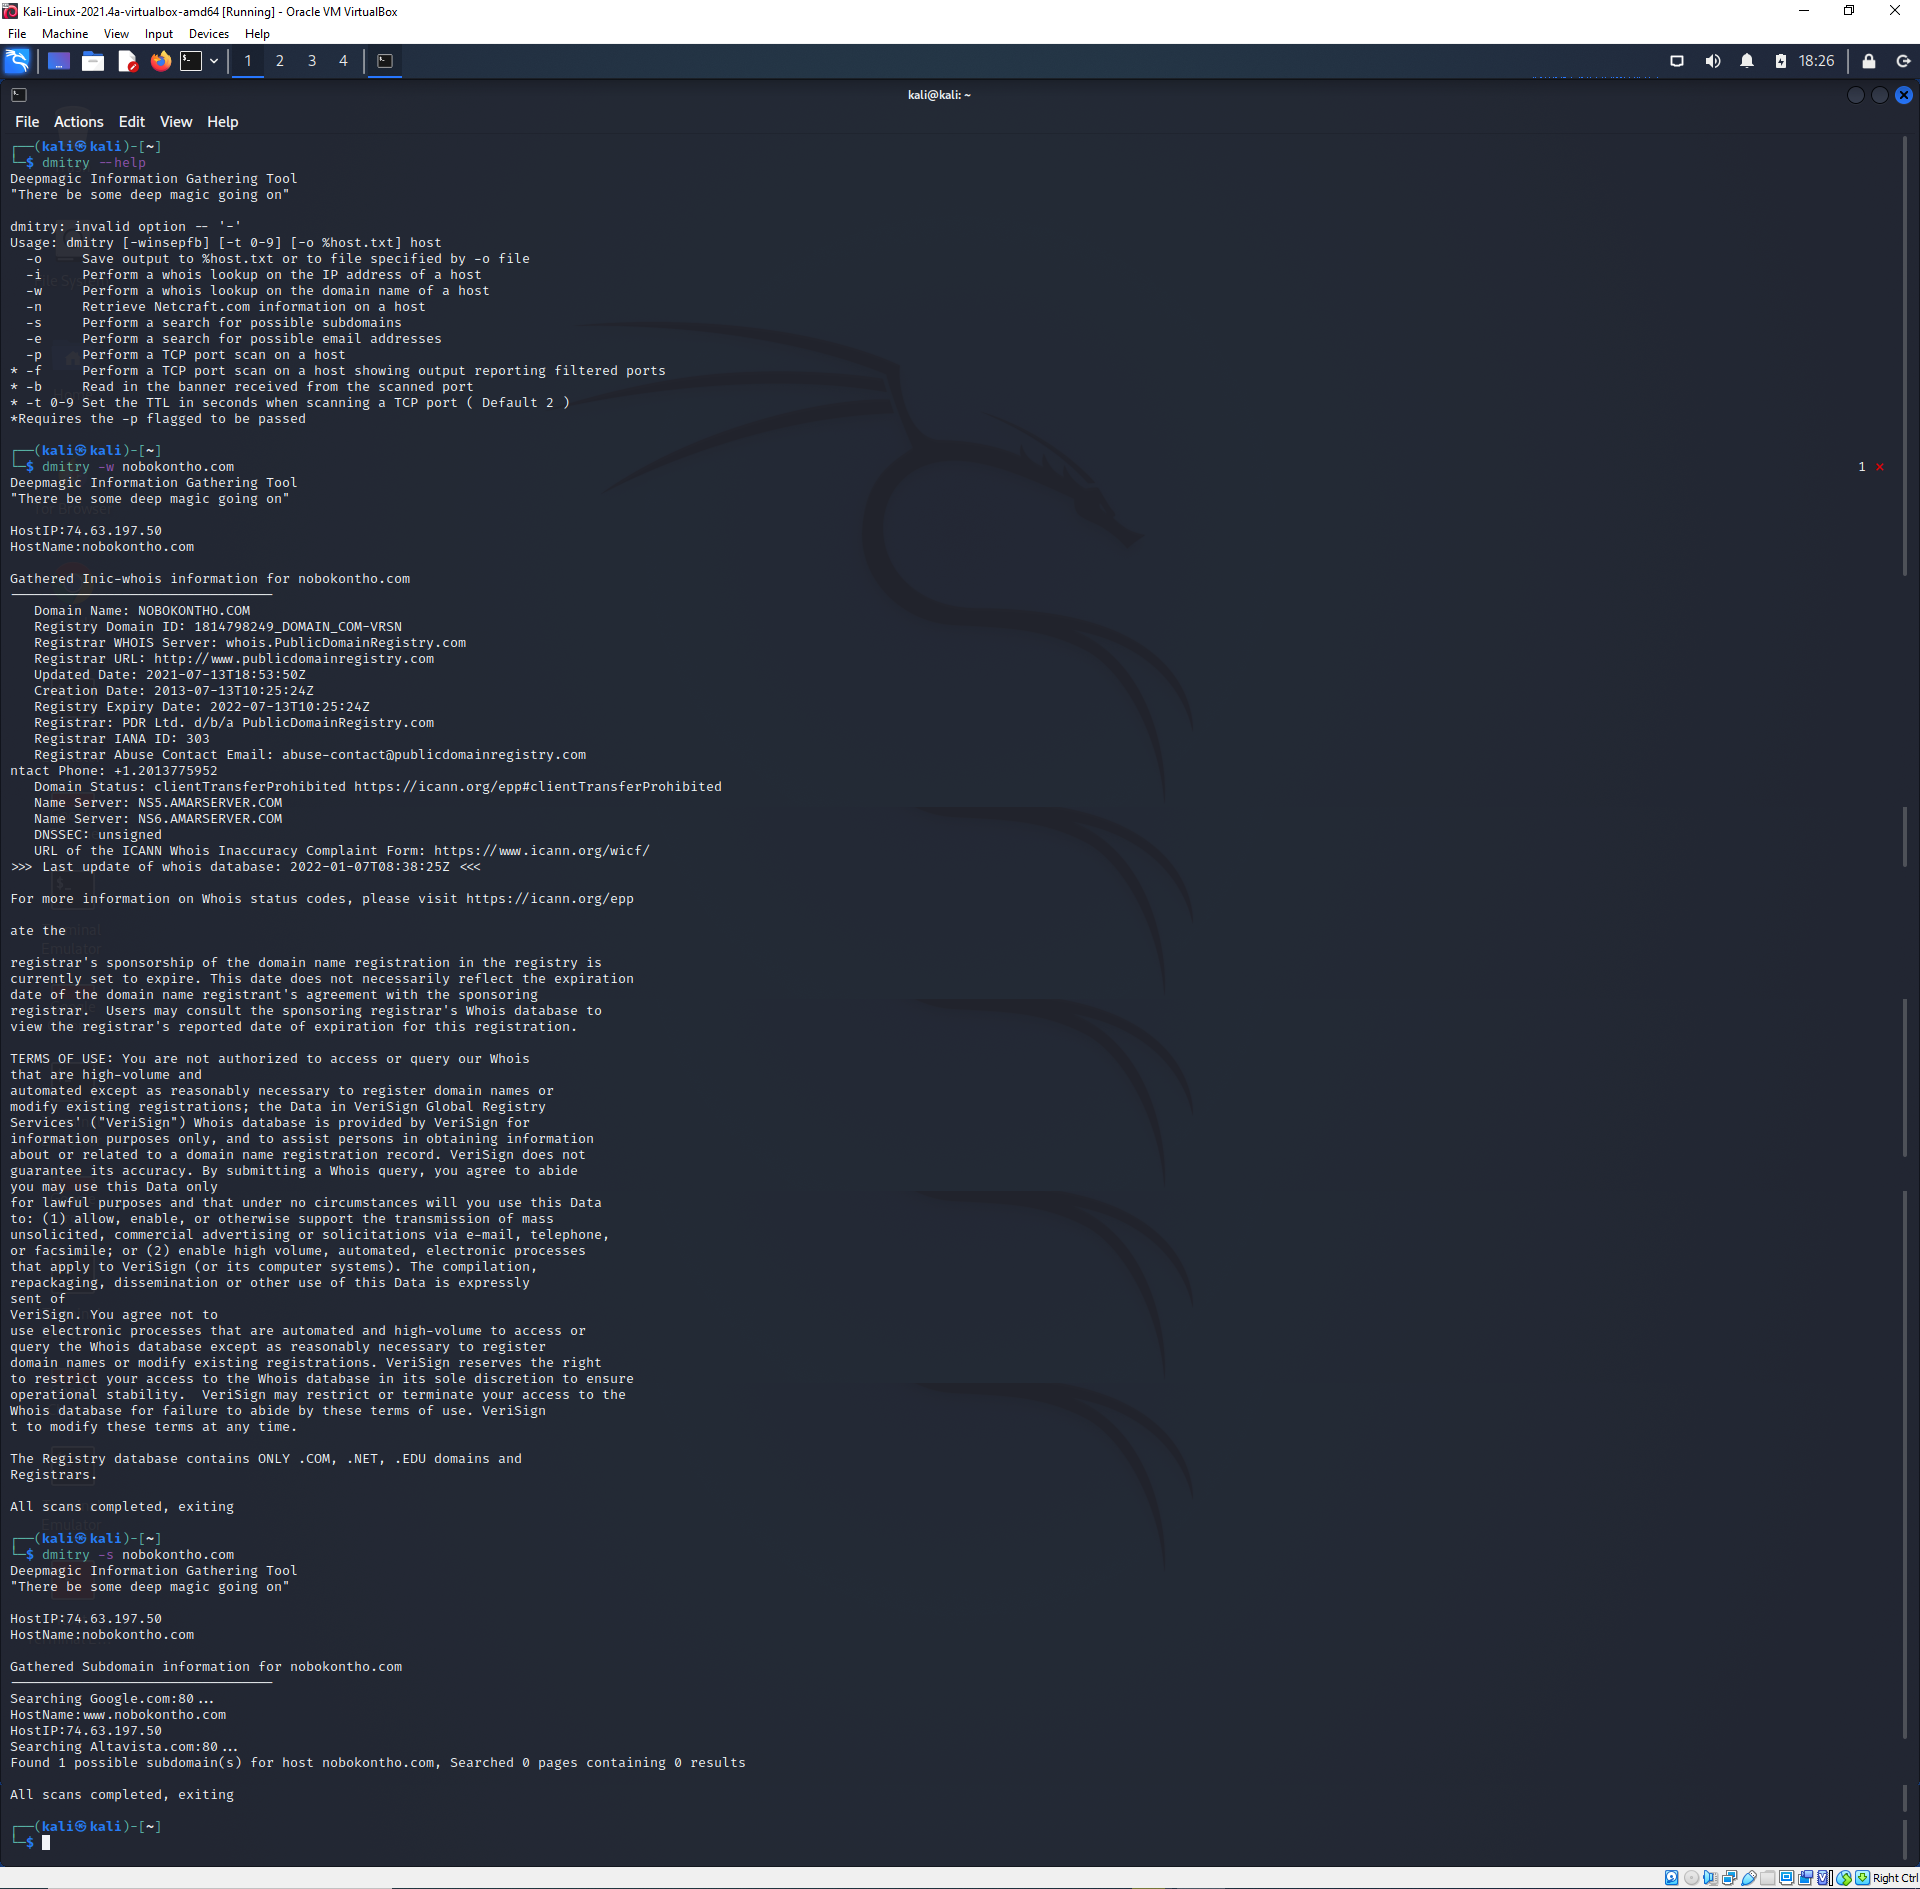 Kali-Linux-2021.4a-virtualbox-amd64 [Running] - Oracle VM VirtualBox
File Machine View Input Devices Help
1 2 3 4 18:26
kali@kali: ~
File Actions Edit View Help
┌──(kali㉿kali)-[~]
└─$ dmitry --help
Deepmagic Information Gathering Tool
"There be some deep magic going on"
dmitry: invalid option -- '-'
Usage: dmitry [-winsepfb] [-t 0-9] [-o %host.txt] host
-o Save output to %host.txt or to file specified by -o file
-i Perform a whois lookup on the IP address of a host
-w Perform a whois lookup on the domain name of a host
-n Retrieve Netcraft.com information on a host
-s Perform a search for possible subdomains
-e Perform a search for possible email addresses
-p Perform a TCP port scan on a host
* -f Perform a TCP port scan on a host showing output reporting filtered ports
* -b Read in the banner received from the scanned port
* -t 0-9 Set the TTL in seconds when scanning a TCP port ( Default 2 )
*Requires the -p flagged to be passed
┌──(kali㉿kali)-[~]
└─$ dmitry -w nobokontho.com 1 ×
Deepmagic Information Gathering Tool
"There be some deep magic going on"
HostIP:74.63.197.50
HostName:nobokontho.com
Gathered Inic-whois information for nobokontho.com
Domain Name: NOBOKONTHO.COM
Registry Domain ID: 1814798249_DOMAIN_COM-VRSN
Registrar WHOIS Server: whois.PublicDomainRegistry.com
Registrar URL: http://www.publicdomainregistry.com
Updated Date: 2021-07-13T18:53:50Z
Creation Date: 2013-07-13T10:25:24Z
Registry Expiry Date: 2022-07-13T10:25:24Z
Registrar: PDR Ltd. d/b/a PublicDomainRegistry.com
Registrar IANA ID: 303
Registrar Abuse Contact Email: abuse-contact@publicdomainregistry.com
ntact Phone: +1.2013775952
Domain Status: clientTransferProhibited https://icann.org/epp#clientTransferProhibited
Name Server: NS5.AMARSERVER.COM
Name Server: NS6.AMARSERVER.COM
DNSSEC: unsigned
URL of the ICANN Whois Inaccuracy Complaint Form: https://www.icann.org/wicf/
>>> Last update of whois database: 2022-01-07T08:38:25Z <<<
For more information on Whois status codes, please visit https://icann.org/epp
ate the
registrar's sponsorship of the domain name registration in the registry is
currently set to expire. This date does not necessarily reflect the expiration
date of the domain name registrant's agreement with the sponsoring
registrar.  Users may consult the sponsoring registrar's Whois database to
view the registrar's reported date of expiration for this registration.
TERMS OF USE: You are not authorized to access or query our Whois
that are high-volume and
automated except as reasonably necessary to register domain names or
modify existing registrations; the Data in VeriSign Global Registry
Services' ("VeriSign") Whois database is provided by VeriSign for
information purposes only, and to assist persons in obtaining information
about or related to a domain name registration record. VeriSign does not
guarantee its accuracy. By submitting a Whois query, you agree to abide
you may use this Data only
for lawful purposes and that under no circumstances will you use this Data
to: (1) allow, enable, or otherwise support the transmission of mass
unsolicited, commercial advertising or solicitations via e-mail, telephone,
or facsimile; or (2) enable high volume, automated, electronic processes
that apply to VeriSign (or its computer systems). The compilation,
repackaging, dissemination or other use of this Data is expressly
sent of
VeriSign. You agree not to
use electronic processes that are automated and high-volume to access or
query the Whois database except as reasonably necessary to register
domain names or modify existing registrations. VeriSign reserves the right
to restrict your access to the Whois database in its sole discretion to ensure
operational stability.  VeriSign may restrict or terminate your access to the
Whois database for failure to abide by these terms of use. VeriSign
t to modify these terms at any time.
The Registry database contains ONLY .COM, .NET, .EDU domains and
Registrars.
All scans completed, exiting
┌──(kali㉿kali)-[~]
└─$ dmitry -s nobokontho.com
Deepmagic Information Gathering Tool
"There be some deep magic going on"
HostIP:74.63.197.50
HostName:nobokontho.com
Gathered Subdomain information for nobokontho.com
Searching Google.com:80...
HostName:www.nobokontho.com
HostIP:74.63.197.50
Searching Altavista.com:80...
Found 1 possible subdomain(s) for host nobokontho.com, Searched 0 pages containing 0 results
All scans completed, exiting
┌──(kali㉿kali)-[~]
└─$
Right Ctrl